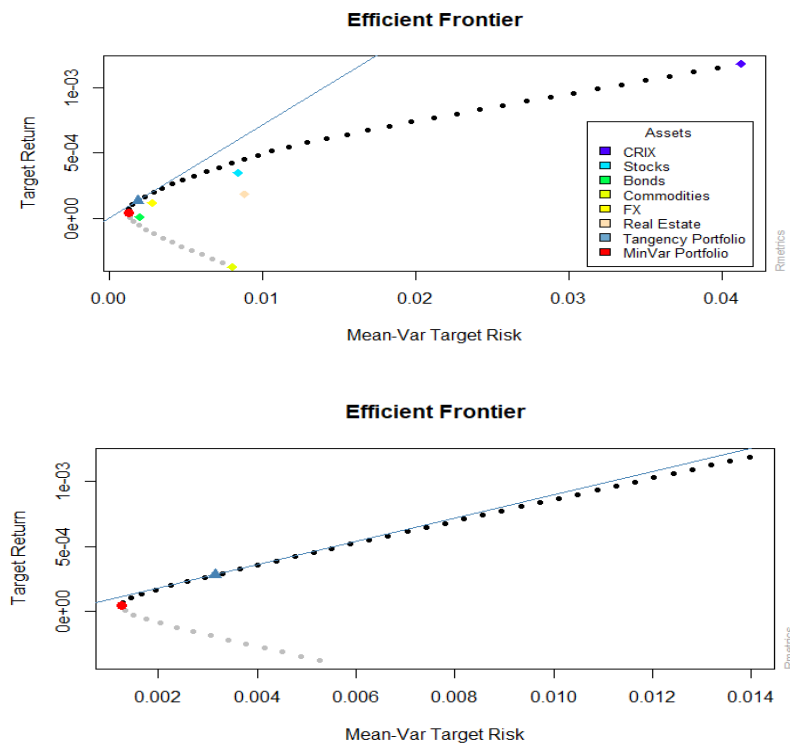 Efficient Frontier
Target Return
1e-03
5e-04
0e+00
Assets
CRIX
Stocks
Bonds
Commodities
FX
Real Estate
Tangency Portfolio
MinVar Portfolio
Rmetrics
0.00 0.01 0.02 0.03 0.04
Mean-Var Target Risk
Efficient Frontier
Target Return
1e-03
5e-04
0e+00
Rmetrics
0.002 0.004 0.006 0.008 0.010 0.012 0.014
Mean-Var Target Risk